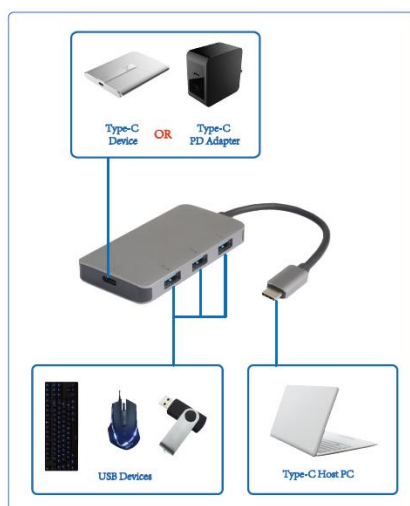 Type-C
Device
OR
Type-C
PD Adapter
USB Devices
Type-C Host PC